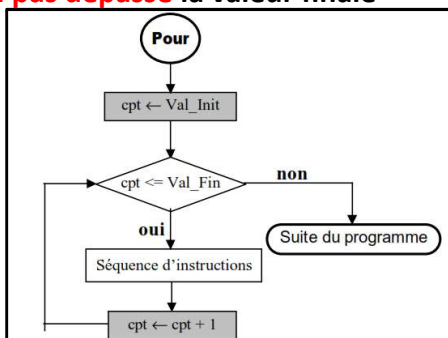 pas dépassé la valeur finale
Pour
cpt ← Val_Init
cpt <= Val_Fin
non
oui
Suite du programme
Séquence d'instructions
cpt ← cpt + 1